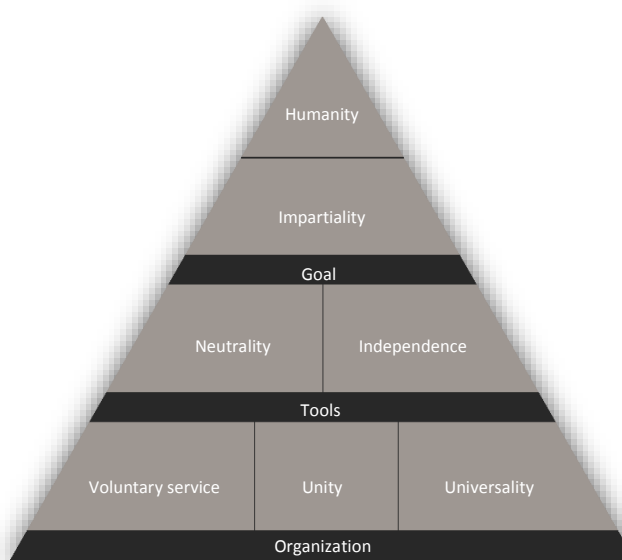 Humanity
Impartiality
Goal
Neutrality
Independence
Tools
Voluntary service
Unity
Universality
Organization